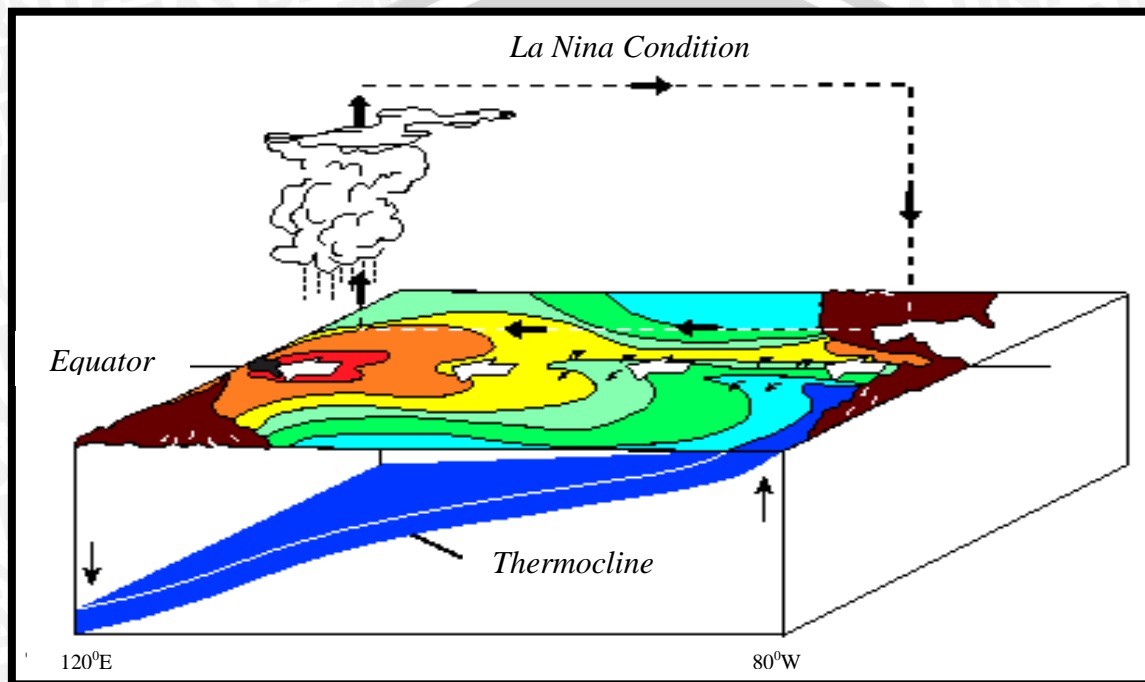 La Nina Condition
Equator
Thermocline
120⁰E
80⁰W